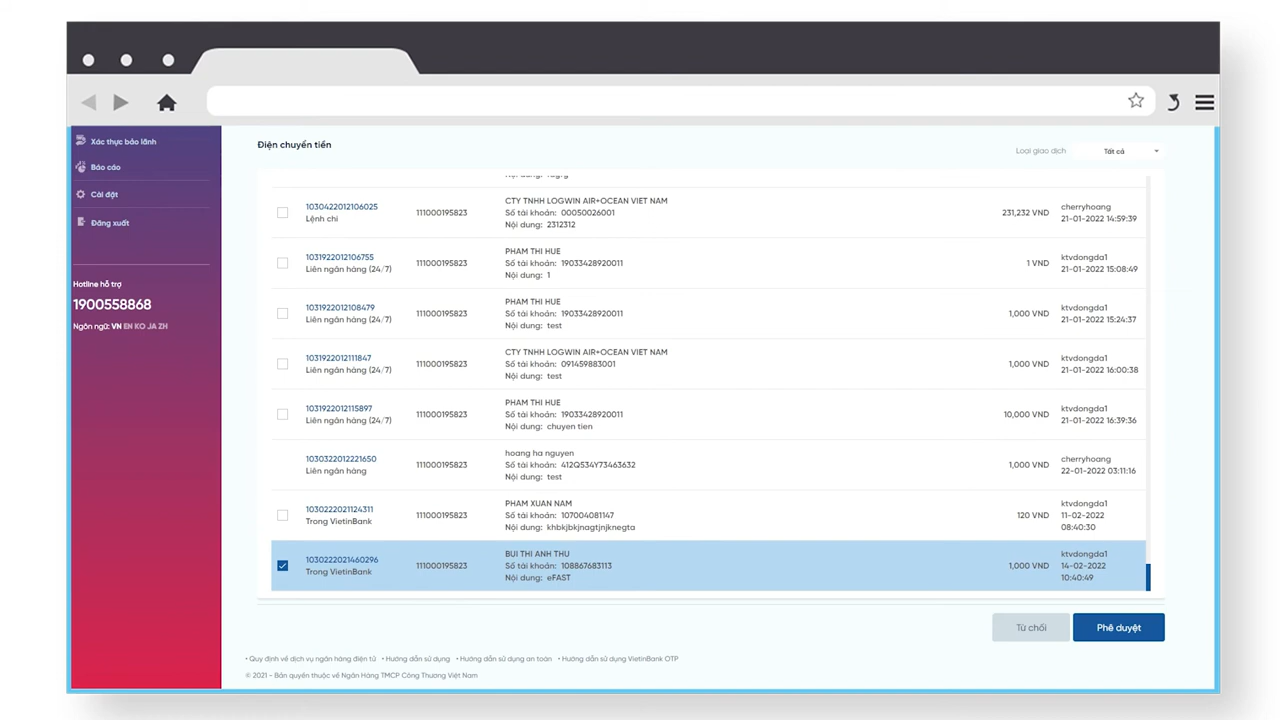 Xác thực bảo lãnh
Báo cáo
Cài đặt
Đăng xuất
Hotline hỗ trợ
1900558868
Ngôn ngữ: VN EN KO JA ZH
Điện chuyển tiền
Loại giao dịch
Tất cả
1030422012106025
Lệnh chi
111000195823
CTY TNHH LOGWIN AIR+OCEAN VIET NAM
Số tài khoản: 00050026001
Nội dung: 2312312
231,232 VND
cherryhoang
21-01-2022 14:59:39
1031922012106755
Liên ngân hàng (24/7)
111000195823
PHAM THI HUE
Số tài khoản: 19033428920011
Nội dung: 1
1 VND
ktvdongda1
21-01-2022 15:08:49
1031922012108479
Liên ngân hàng (24/7)
111000195823
PHAM THI HUE
Số tài khoản: 19033428920011
Nội dung: test
1,000 VND
ktvdongda1
21-01-2022 15:24:37
1031922012111847
Liên ngân hàng (24/7)
111000195823
CTY TNHH LOGWIN AIR+OCEAN VIET NAM
Số tài khoản: 091459883001
Nội dung: test
1,000 VND
ktvdongda1
21-01-2022 16:00:38
1031922012115897
Liên ngân hàng (24/7)
111000195823
PHAM THI HUE
Số tài khoản: 19033428920011
Nội dung: chuyen tien
10,000 VND
ktvdongda1
21-01-2022 16:39:36
1030322012221650
Liên ngân hàng
111000195823
hoang ha nguyen
Số tài khoản: 412Q534Y73463632
Nội dung: test
1,000 VND
cherryhoang
22-01-2022 03:11:16
1030222021124311
Trong VietinBank
111000195823
PHAM XUAN NAM
Số tài khoản: 107004081147
Nội dung: khbkjbkjnagtjnjknegta
120 VND
ktvdongda1
11-02-2022
08:40:30
1030222021460296
Trong VietinBank
111000195823
BUI THI ANH THU
Số tài khoản: 108867683113
Nội dung: eFAST
1,000 VND
ktvdongda1
14-02-2022
10:40:49
Từ chối
Phê duyệt
• Quy định về dịch vụ ngân hàng điện tử • Hướng dẫn sử dụng • Hướng dẫn sử dụng an toàn • Hướng dẫn sử dụng VietinBank OTP
© 2021 - Bản quyền thuộc về Ngân Hàng TMCP Công Thương Việt Nam